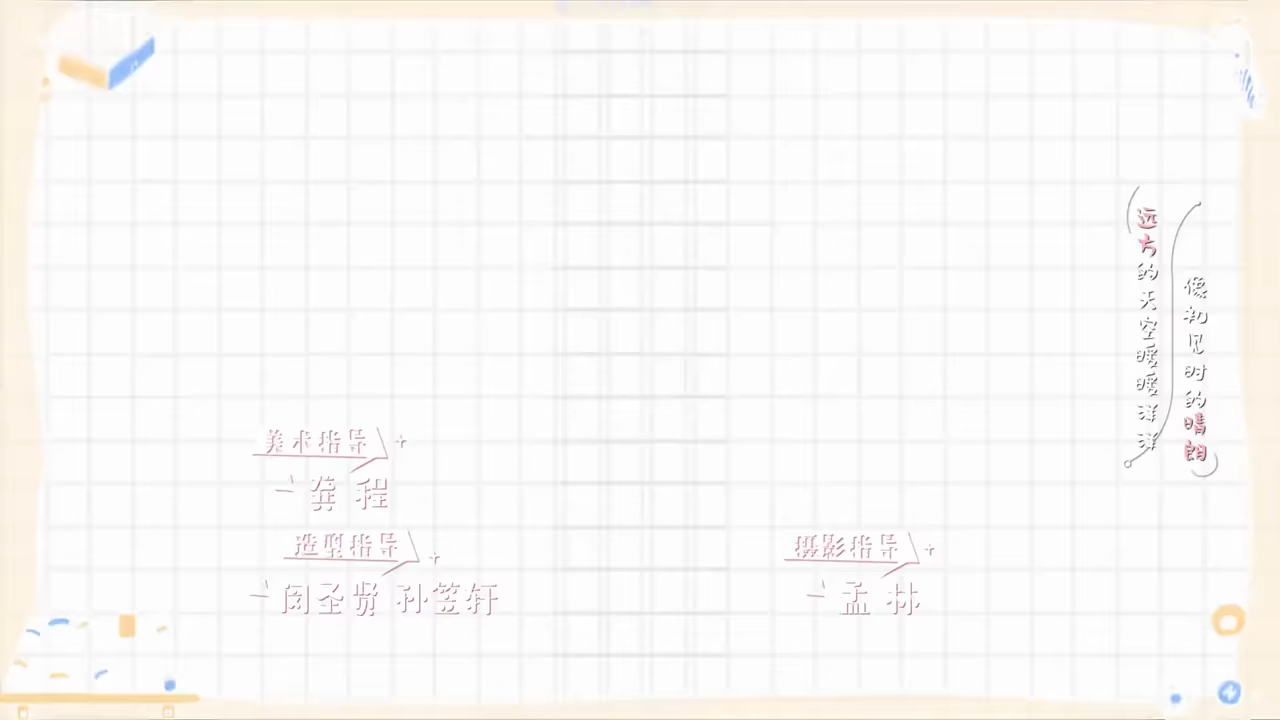 远方的天空暖暖洋洋
像初见时的晴朗
美术指导
龚 程
造型指导
闵圣贤 孙笠轩
摄影指导
孟 林